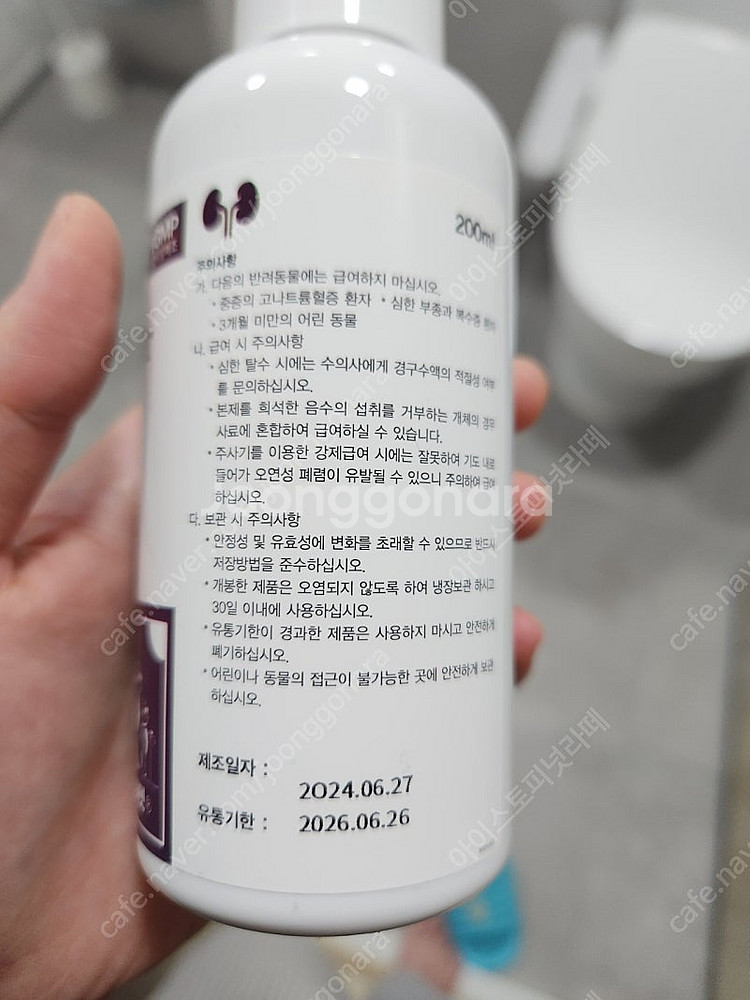 GMP
200ml
주의사항
가. 다음의 반려동물에는 급여하지 마십시오.
• 중증의 고나트륨혈증 환자 • 심한 부종과 복수증 환자
• 3개월 미만의 어린 동물
나. 급여 시 주의사항
• 심한 탈수 시에는 수의사에게 경구수액의 적절성 여부
를 문의하십시오.
• 본제를 희석한 음수의 섭취를 거부하는 개체의 경우
사료에 혼합하여 급여하실 수 있습니다.
• 주사기를 이용한 강제급여 시에는 잘못하여 기도 내로
들어가 오연성 폐렴이 유발될 수 있으니 주의하여 급여
하십시오.
다. 보관 시 주의사항
• 안정성 및 유효성에 변화를 초래할 수 있으므로 반드시
저장방법을 준수하십시오.
• 개봉한 제품은 오염되지 않도록 하여 냉장보관 하시고
30일 이내에 사용하십시오.
• 유통기한이 경과한 제품은 사용하지 마시고 안전하게
폐기하십시오.
• 어린이나 동물의 접근이 불가능한 곳에 안전하게 보관
하십시오.
제조일자 : 2024.06.27
유통기한 : 2026.06.26
joonggonara
cafe.naver.com/joonggonara
아이스토피넛라떼